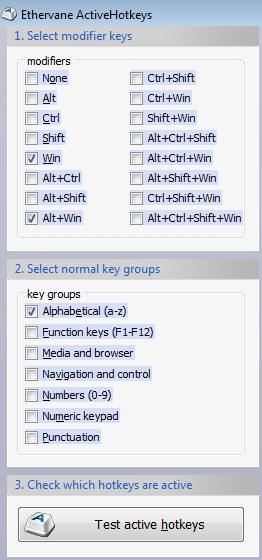 Ethervane ActiveHotkeys
1. Select modifier keys
modifiers
None
Alt
Ctrl
Shift
Win
Alt+Ctrl
Alt+Shift
Alt+Win
Ctrl+Shift
Ctrl+Win
Shift+Win
Alt+Ctrl+Shift
Alt+Ctrl+Win
Alt+Shift+Win
Ctrl+Shift+Win
Alt+Ctrl+Shift+Win
2. Select normal key groups
key groups
Alphabetical (a-z)
Function keys (F1-F12)
Media and browser
Navigation and control
Numbers (0-9)
Numeric keypad
Punctuation
3. Check which hotkeys are active
A
Test active hotkeys